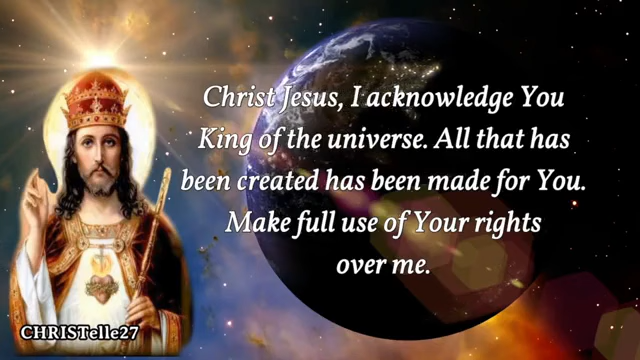 Christ Jesus, I acknowledge You
King of the universe. All that has
been created has been made for You.
Make full use of Your rights
over me.
CHRISTelle27